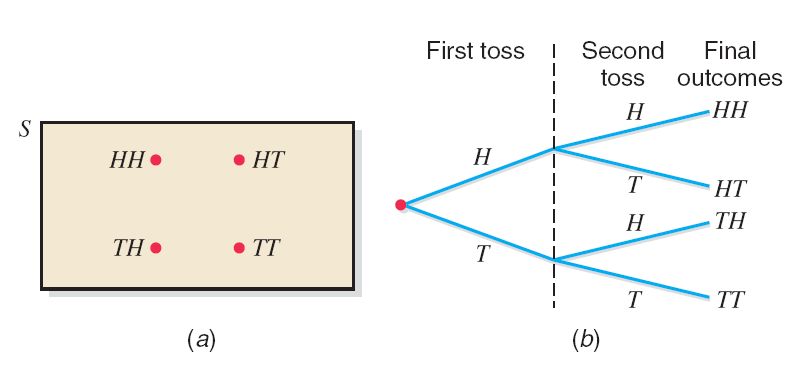 S
HH HT
TH TT
(a)
First toss
Second toss
Final outcomes
H
T
H
T
H
T
HH
HT
TH
TT
(b)